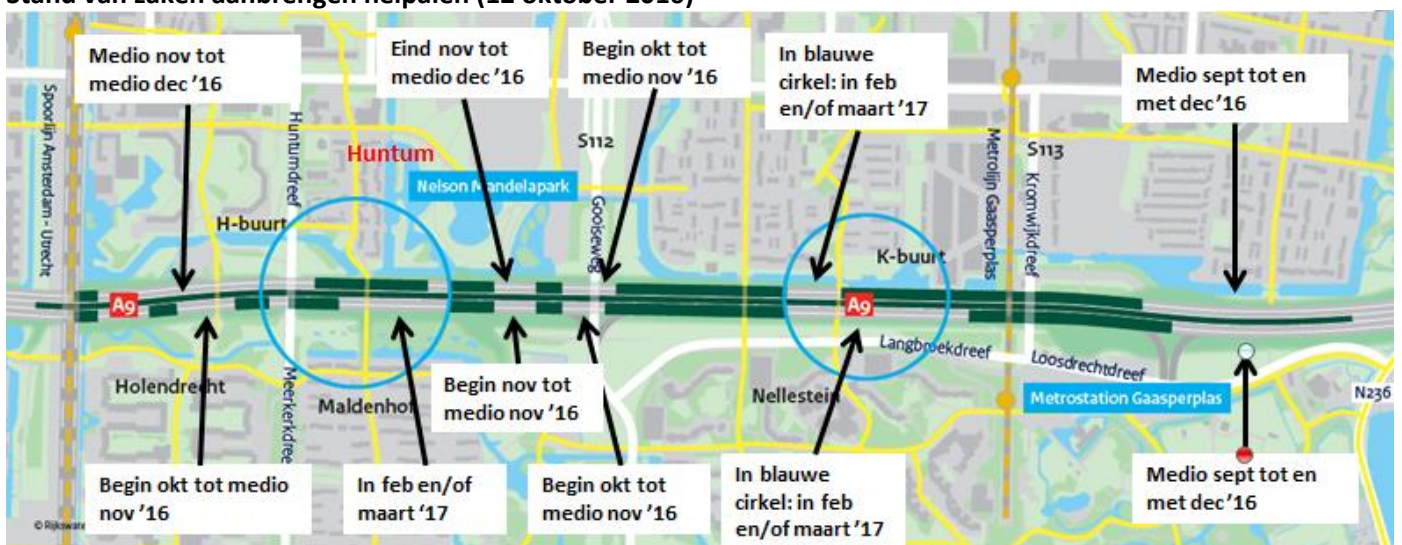 Stand van zaken aanbrengen heipalen (12 oktober 2016)
Medio nov tot
medio dec '16
Eind nov tot
medio dec '16
Begin okt tot
medio nov '16
In blauwe
cirkel: in feb
en/of maart '17
Medio sept tot en
met dec '16
Spoorlijn Amsterdam - Utrecht
Huntumdreef
Huntum
S112
Nelson Mandelapark
Gooiseweg
Metrolijn Gaasperplas
S113
Kromwijkdreef
H-buurt
K-buurt
A9
A9
Langbroekdreef
Loosdrechtdreef
Holendrecht
Meerkerkdreef
Maldenhof
Begin nov tot
medio nov '16
Nellestein
Metrostation Gaasperplas
N236
Begin okt tot medio
nov '16
In feb en/of
maart '17
Begin okt tot
medio nov '16
In blauwe
cirkel: in feb
en/of maart '17
Medio sept tot en
met dec '16